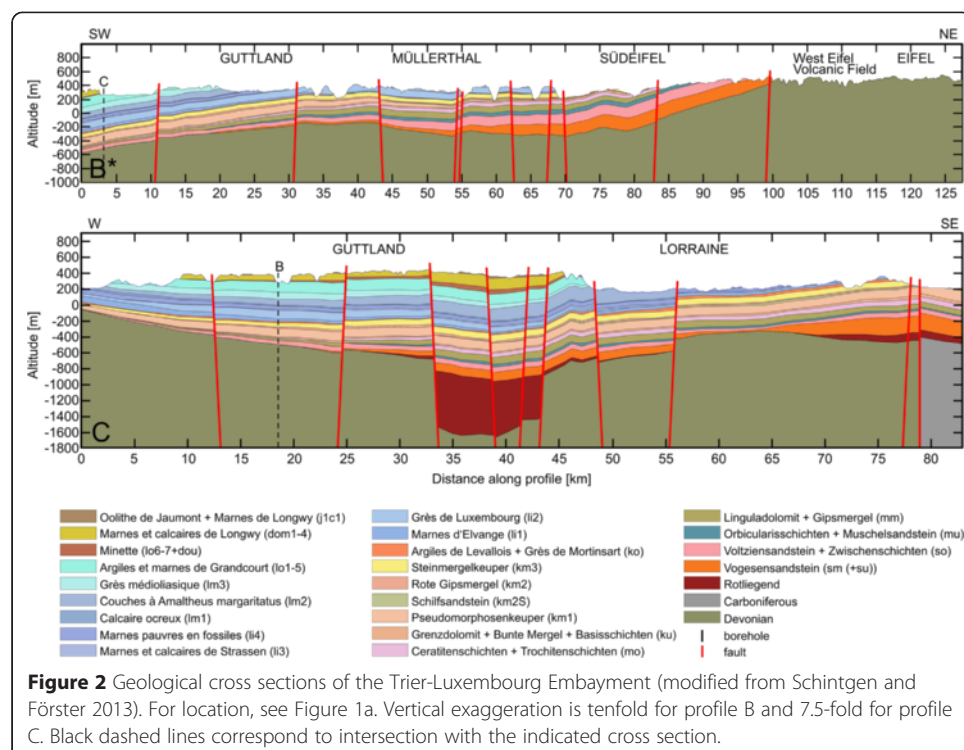 SW NE
GUTTLAND MÜLLERTHAL SÜDEIFEL West Eifel Volcanic Field EIFEL
C
Altitude [m]
800
600
400
200
0
-200
-400
-600
-800
-1000
B*
0 5 10 15 20 25 30 35 40 45 50 55 60 65 70 75 80 85 90 95 100 105 110 115 120 125
W SE
GUTTLAND LORRAINE
B
Altitude [m]
800
600
400
200
0
-200
-400
-600
-800
-1000
-1200
-1400
-1600
-1800
C
0 5 10 15 20 25 30 35 40 45 50 55 60 65 70 75 80
Distance along profile [km]
Oolithe de Jaumont + Marnes de Longwy (j1c1)
Marnes et calcaires de Longwy (dom1-4)
Minette (lo6-7+dou)
Argiles et marnes de Grandcourt (lo1-5)
Grès médioliasique (lm3)
Couches à Amaltheus margaritatus (lm2)
Calcaire ocreux (lm1)
Marnes pauvres en fossiles (li4)
Marnes et calcaires de Strassen (li3)
Grès de Luxembourg (li2)
Marnes d'Elvange (li1)
Argiles de Levallois + Grès de Mortinsart (ko)
Steinmergelkeuper (km3)
Rote Gipsmergel (km2)
Schilfsandstein (km2S)
Pseudomorphosenkeuper (km1)
Grenzdolomit + Bunte Mergel + Basisschichten (ku)
Ceratitenschichten + Trochitenschichten (mo)
Linguladolomit + Gipsmergel (mm)
Orbicularisschichten + Muschelsandstein (mu)
Voltziensandstein + Zwischenschichten (so)
Vogesensandstein (sm (+su))
Rotliegend
Carboniferous
Devonian
borehole
fault
Figure 2 Geological cross sections of the Trier-Luxembourg Embayment (modified from Schintgen and
Förster 2013). For location, see Figure 1a. Vertical exaggeration is tenfold for profile B and 7.5-fold for profile
C. Black dashed lines correspond to intersection with the indicated cross section.